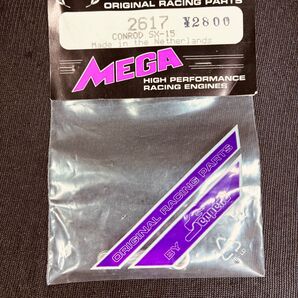 ORIGINAL RACING PARTS
2617 ¥2800
CONROD SX-15
Made in the Netherlands
MEGA
HIGH PERFORMANCE
RACING ENGINES
ORIGINAL RACING PARTS
BY Serpent